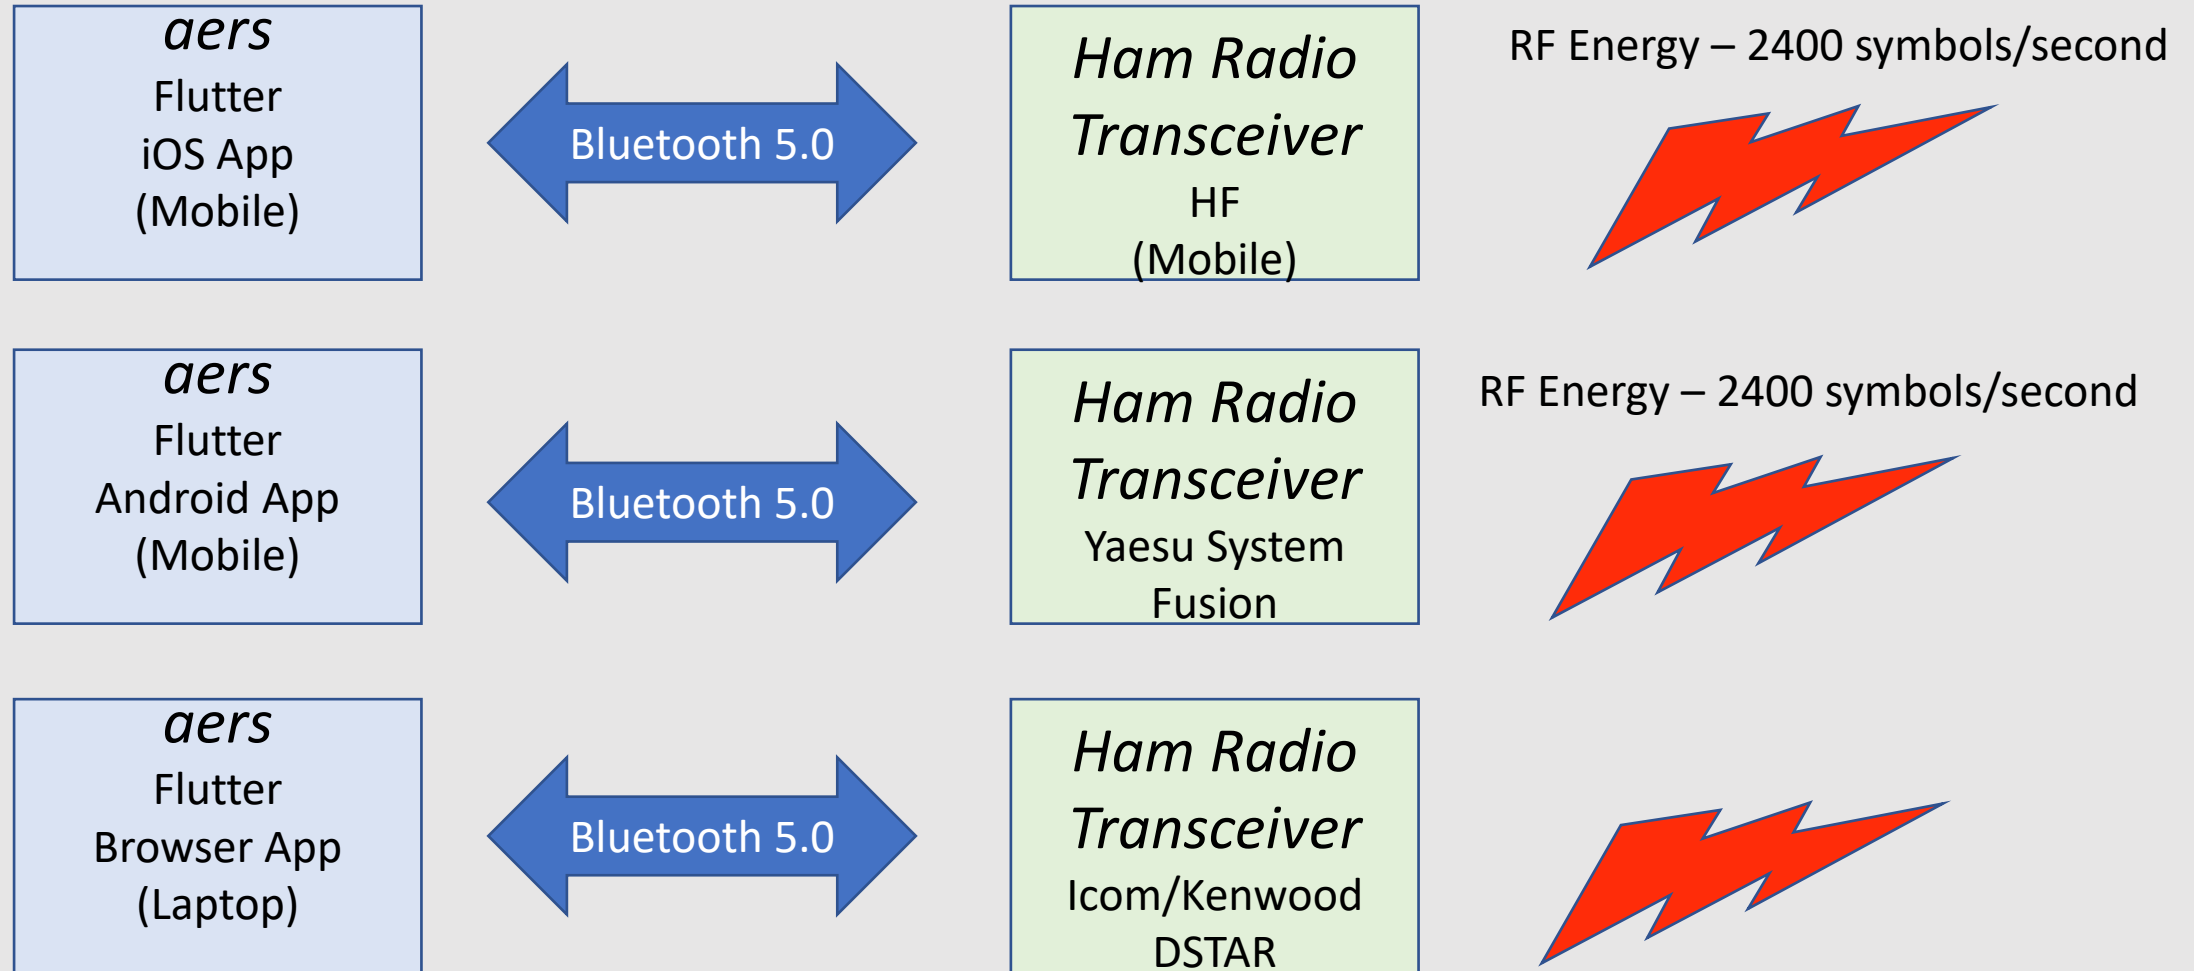 aers
Flutter
iOS App
(Mobile)
Bluetooth 5.0
Ham Radio
Transceiver
HF
(Mobile)
RF Energy – 2400 symbols/second
aers
Flutter
Android App
(Mobile)
Bluetooth 5.0
Ham Radio
Transceiver
Yaesu System
Fusion
RF Energy – 2400 symbols/second
aers
Flutter
Browser App
(Laptop)
Bluetooth 5.0
Ham Radio
Transceiver
Icom/Kenwood
DSTAR